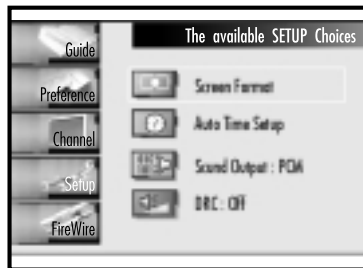 The available SETUP Choices
Guide
Preference
Channel
Setup
FireWire
Screen Format
Auto Time Setup
Sound Output : PCM
DRC : Off